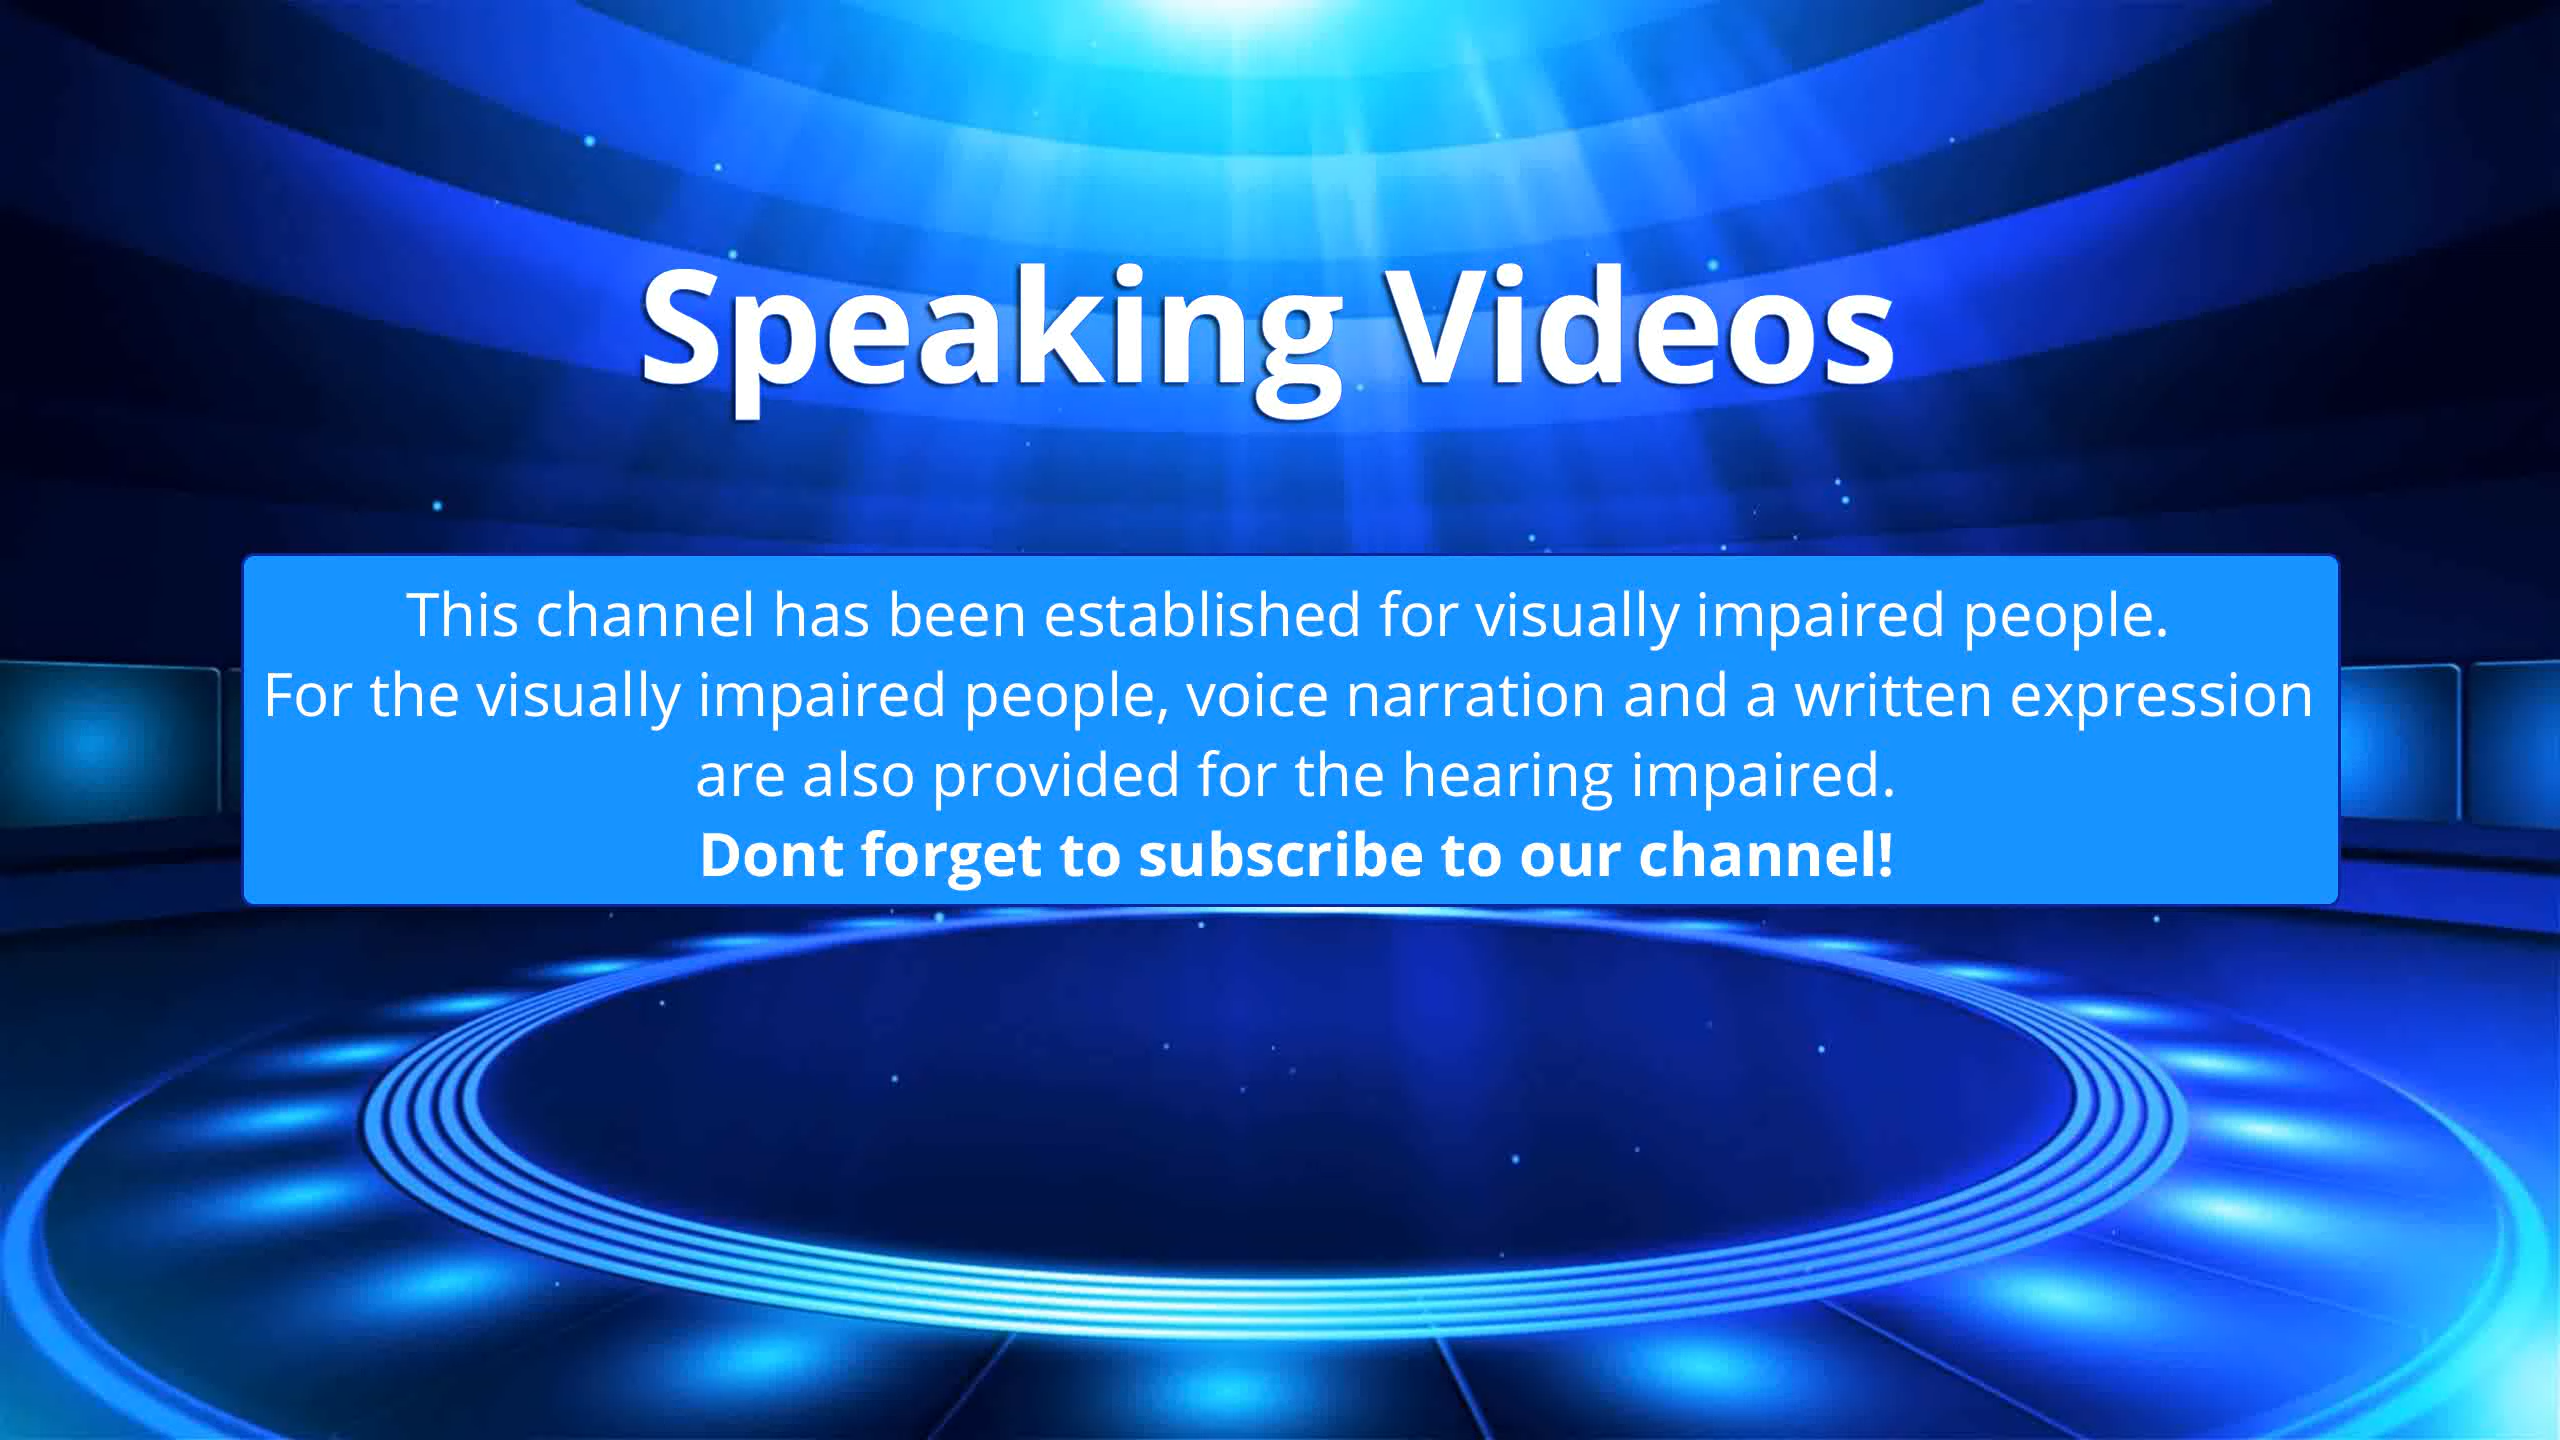 Speaking Videos
This channel has been established for visually impaired people.
For the visually impaired people, voice narration and a written expression
are also provided for the hearing impaired.
Dont forget to subscribe to our channel!